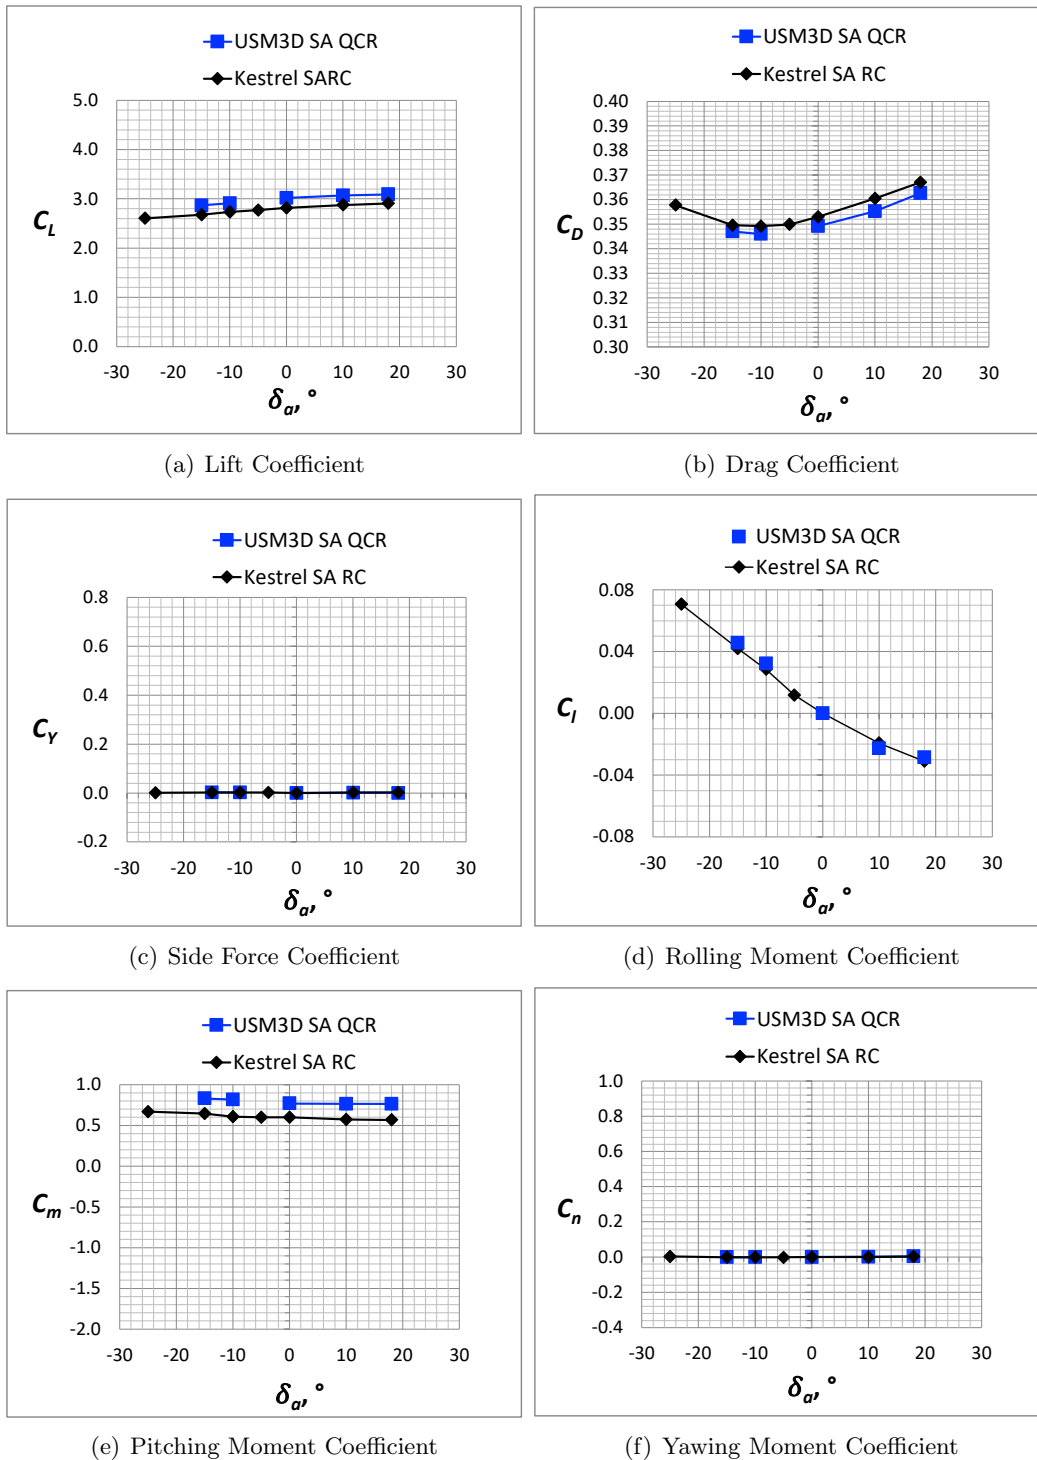 USM3D SA QCR
Kestrel SARC
5.0
4.0
3.0
2.0
1.0
0.0
C_L
-30 -20 -10 0 10 20 30
δ_a, °
(a) Lift Coefficient
USM3D SA QCR
Kestrel SA RC
0.40
0.39
0.38
0.37
0.36
0.35
0.34
0.33
0.32
0.31
0.30
C_D
-30 -20 -10 0 10 20 30
δ_a, °
(b) Drag Coefficient
USM3D SA QCR
Kestrel SA RC
0.8
0.6
0.4
0.2
0.0
-0.2
C_Y
-30 -20 -10 0 10 20 30
δ_a, °
(c) Side Force Coefficient
USM3D SA QCR
Kestrel SA RC
0.08
0.04
0.00
-0.04
-0.08
C_l
-30 -20 -10 0 10 20 30
δ_a, °
(d) Rolling Moment Coefficient
USM3D SA QCR
Kestrel SA RC
1.0
0.5
0.0
-0.5
-1.0
-1.5
-2.0
C_m
-30 -20 -10 0 10 20 30
δ_a, °
(e) Pitching Moment Coefficient
USM3D SA QCR
Kestrel SA RC
1.0
0.8
0.6
0.4
0.2
0.0
-0.2
-0.4
C_n
-30 -20 -10 0 10 20 30
δ_a, °
(f) Yawing Moment Coefficient